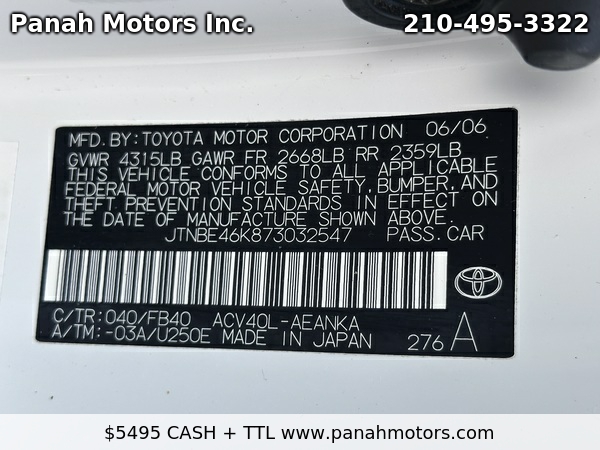 Panah Motors Inc. 210-495-3322
MFD. BY: TOYOTA MOTOR CORPORATION 06/06
GVWR 4315LB GAWR FR 2668LB RR 2359LB
THIS VEHICLE CONFORMS TO ALL APPLICABLE
FEDERAL MOTOR VEHICLE SAFETY, BUMPER, AND
THEFT PREVENTION STANDARDS IN EFFECT ON
THE DATE OF MANUFACTURE SHOWN ABOVE.
JTNBE46K873032547 PASS.CAR
C/TR: 040/FB40 ACV40L-AEANKA
A/TM: -03A/U250E MADE IN JAPAN 276 A
$5495 CASH + TTL www.panahmotors.com